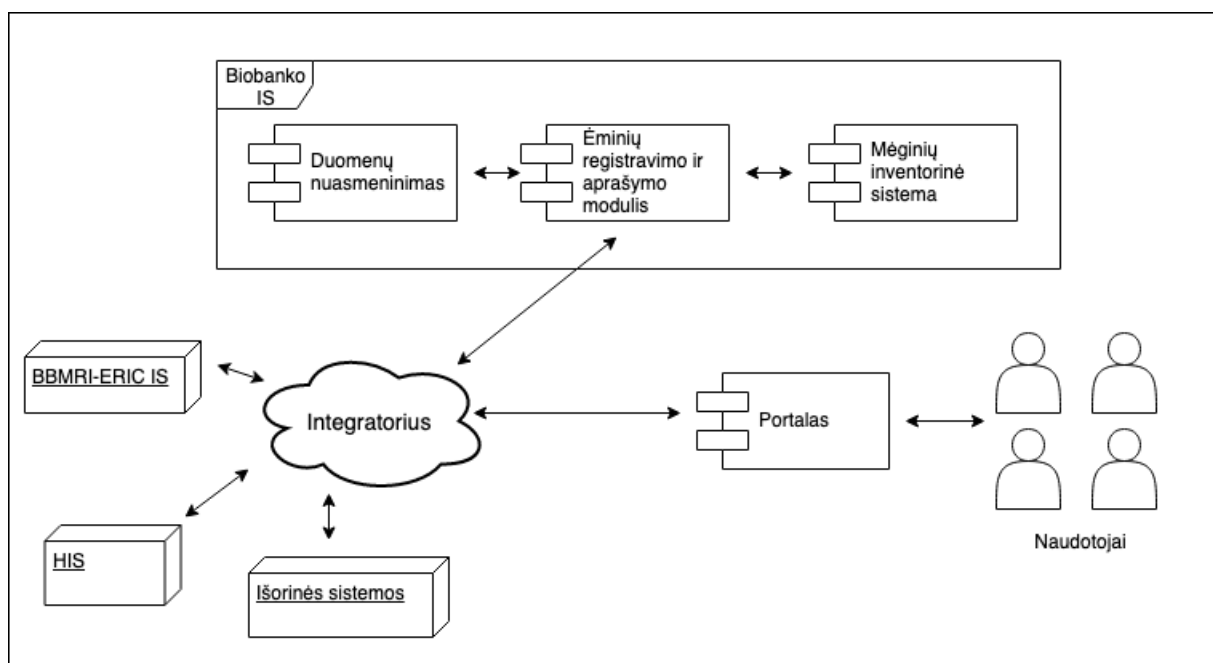 Biobanko
IS
Duomenų
nuasmeninimas
Ėminių
registravimo ir
aprašymo
modulis
Mėginių
inventorinė
sistema
BBMRI-ERIC IS
Integratorius
Portalas
HIS
Išorinės sistemos
Naudotojai